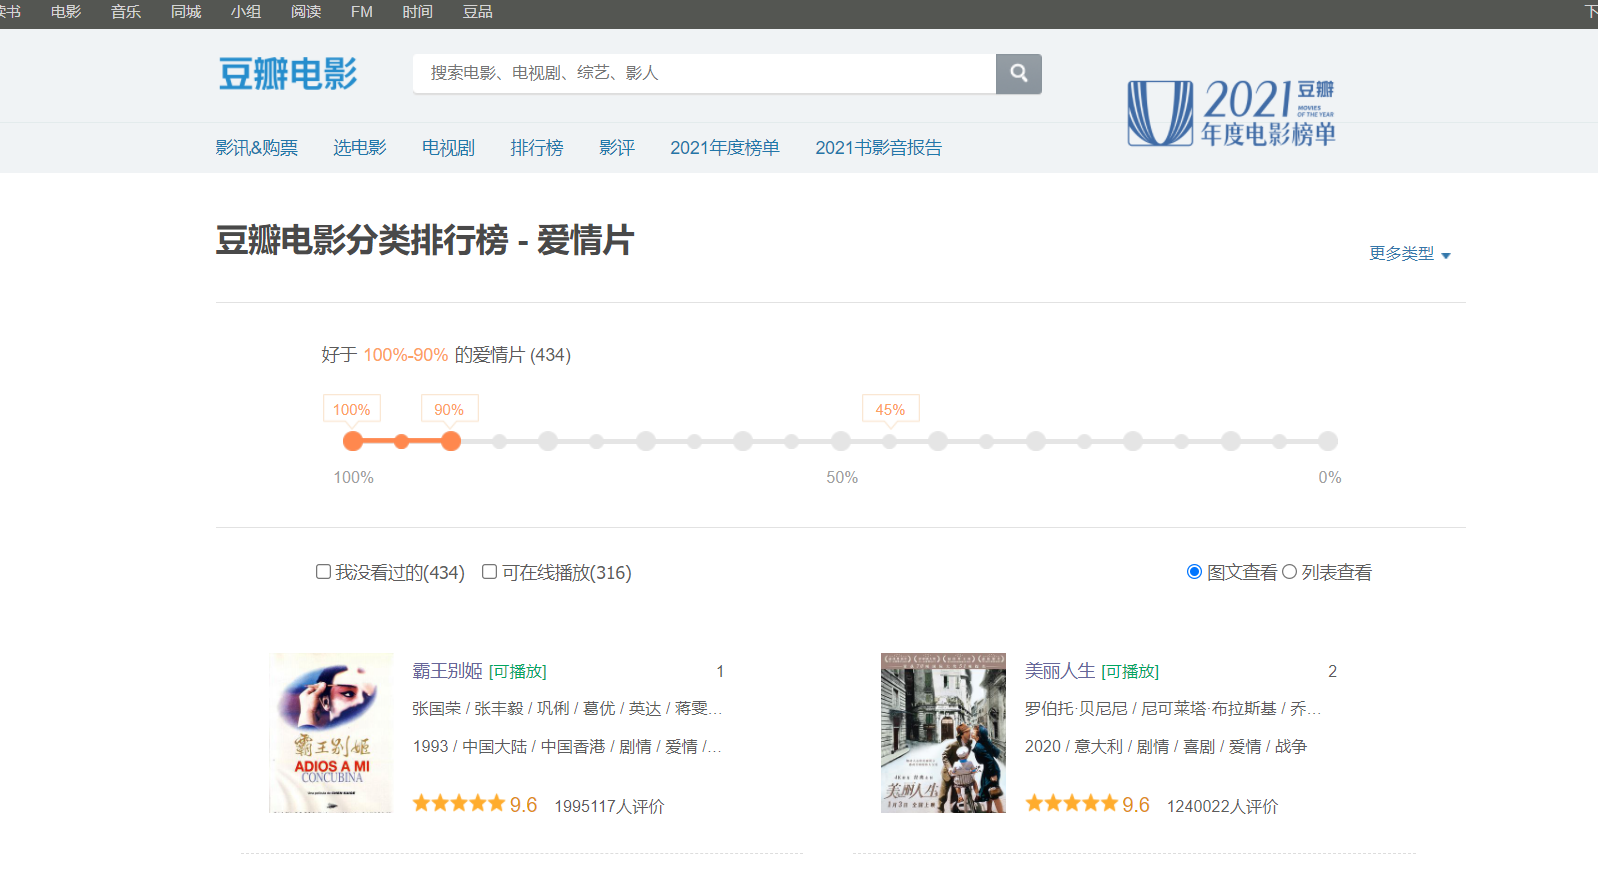 读书 电影 音乐 同城 小组 阅读 FM 时间 豆品
豆瓣电影
搜索电影、电视剧、综艺、影人
2021 豆瓣
MOVIES
OF THE YEAR
年度电影榜单
影讯&购票 选电影 电视剧 排行榜 影评 2021年度榜单 2021书影音报告
豆瓣电影分类排行榜 - 爱情片
更多类型
好于 100%-90% 的爱情片 (434)
100% 90% 45%
100% 50% 0%
我没看过的(434) 可在线播放(316)
图文查看 列表查看
霸王别姬 [可播放] 1
张国荣 / 张丰毅 / 巩俐 / 葛优 / 英达 / 蒋雯...
1993 / 中国大陆 / 中国香港 / 剧情 / 爱情 /...
9.6 1995117人评价
霸王别姬
ADIOS A MI
CONCUBINA
美丽人生 [可播放] 2
罗伯托·贝尼尼 / 尼可莱塔·布拉斯基 / 乔...
2020 / 意大利 / 剧情 / 喜剧 / 爱情 / 战争
9.6 1240022人评价
美丽人生
1月3日 全国上映